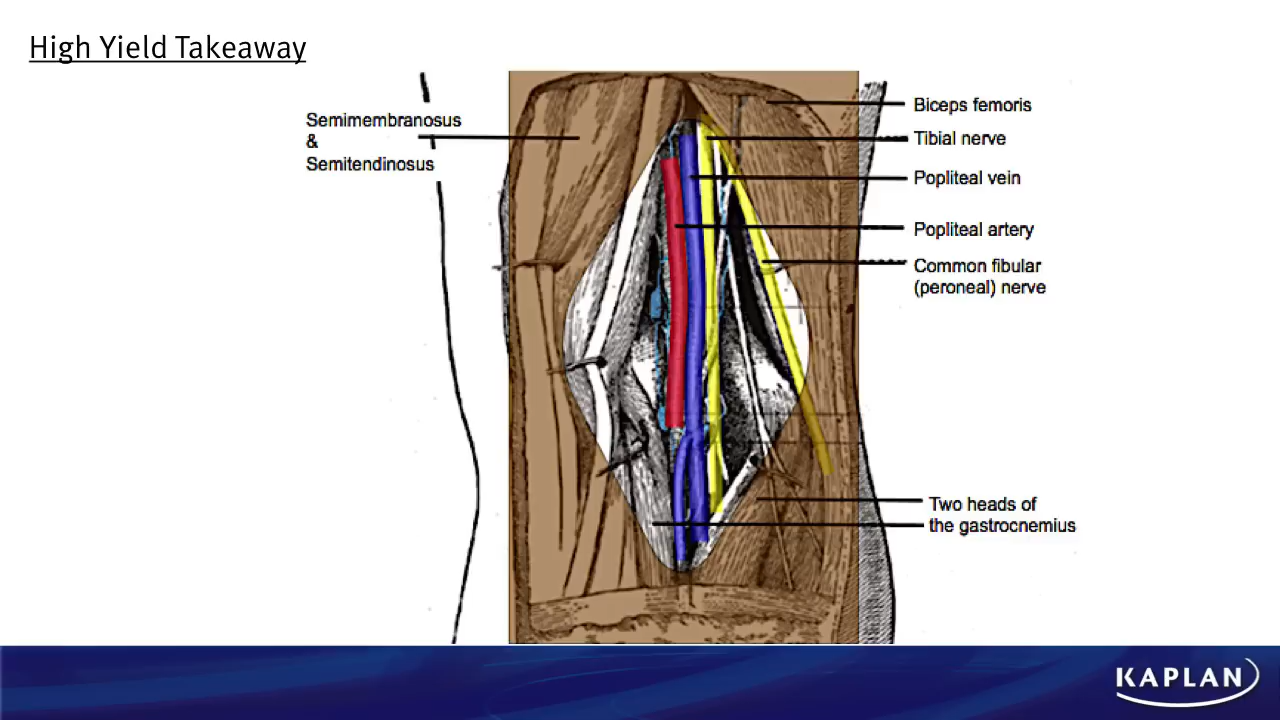 High Yield Takeaway
Semimembranosus
&
Semitendinosus
Biceps femoris
Tibial nerve
Popliteal vein
Popliteal artery
Common fibular
(peroneal) nerve
Two heads of
the gastrocnemius
KAPLAN